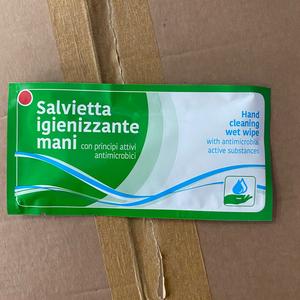 Salvietta
igienizzante
mani con principi attivi
antimicrobici
Hand
cleaning
wet wipe
with antimicrobial
active substances